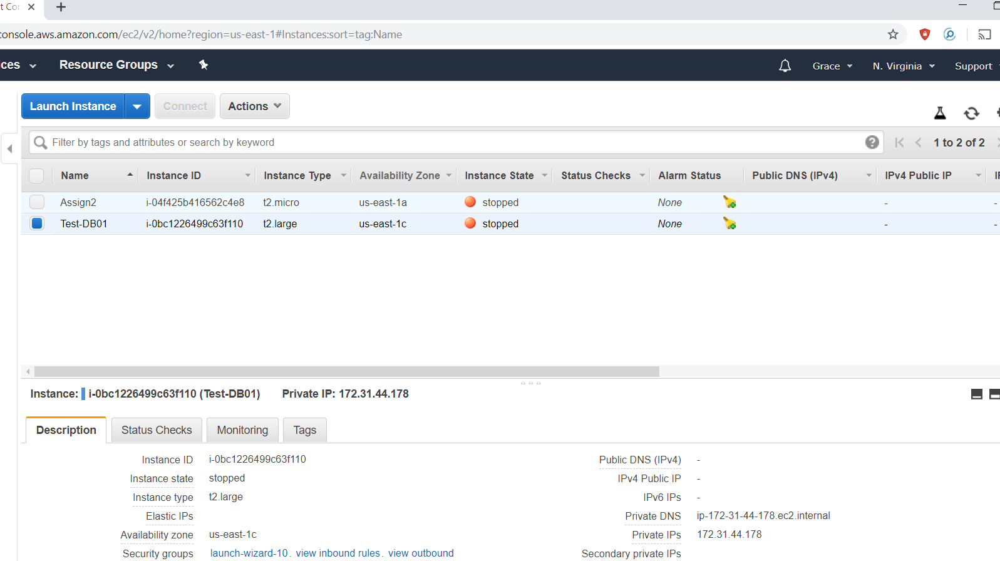 t Con
console.aws.amazon.com/ec2/v2/home?region=us-east-1#Instances:sort=tag:Name
ces Resource Groups Grace N. Virginia Support
Launch Instance Connect Actions
Filter by tags and attributes or search by keyword 1 to 2 of 2
Name Instance ID Instance Type Availability Zone Instance State Status Checks Alarm Status Public DNS (IPv4) IPv4 Public IP IP
Assign2 i-04f425b416562c4e8 t2.micro us-east-1a stopped None - -
Test-DB01 i-0bc1226499c63f110 t2.large us-east-1c stopped None - -
Instance: i-0bc1226499c63f110 (Test-DB01) Private IP: 172.31.44.178
Description Status Checks Monitoring Tags
Instance ID i-0bc1226499c63f110 Public DNS (IPv4) -
Instance state stopped IPv4 Public IP -
Instance type t2.large IPv6 IPs -
Elastic IPs Private DNS ip-172-31-44-178.ec2.internal
Availability zone us-east-1c Private IPs 172.31.44.178
Security groups launch-wizard-10. view inbound rules. view outbound Secondary private IPs